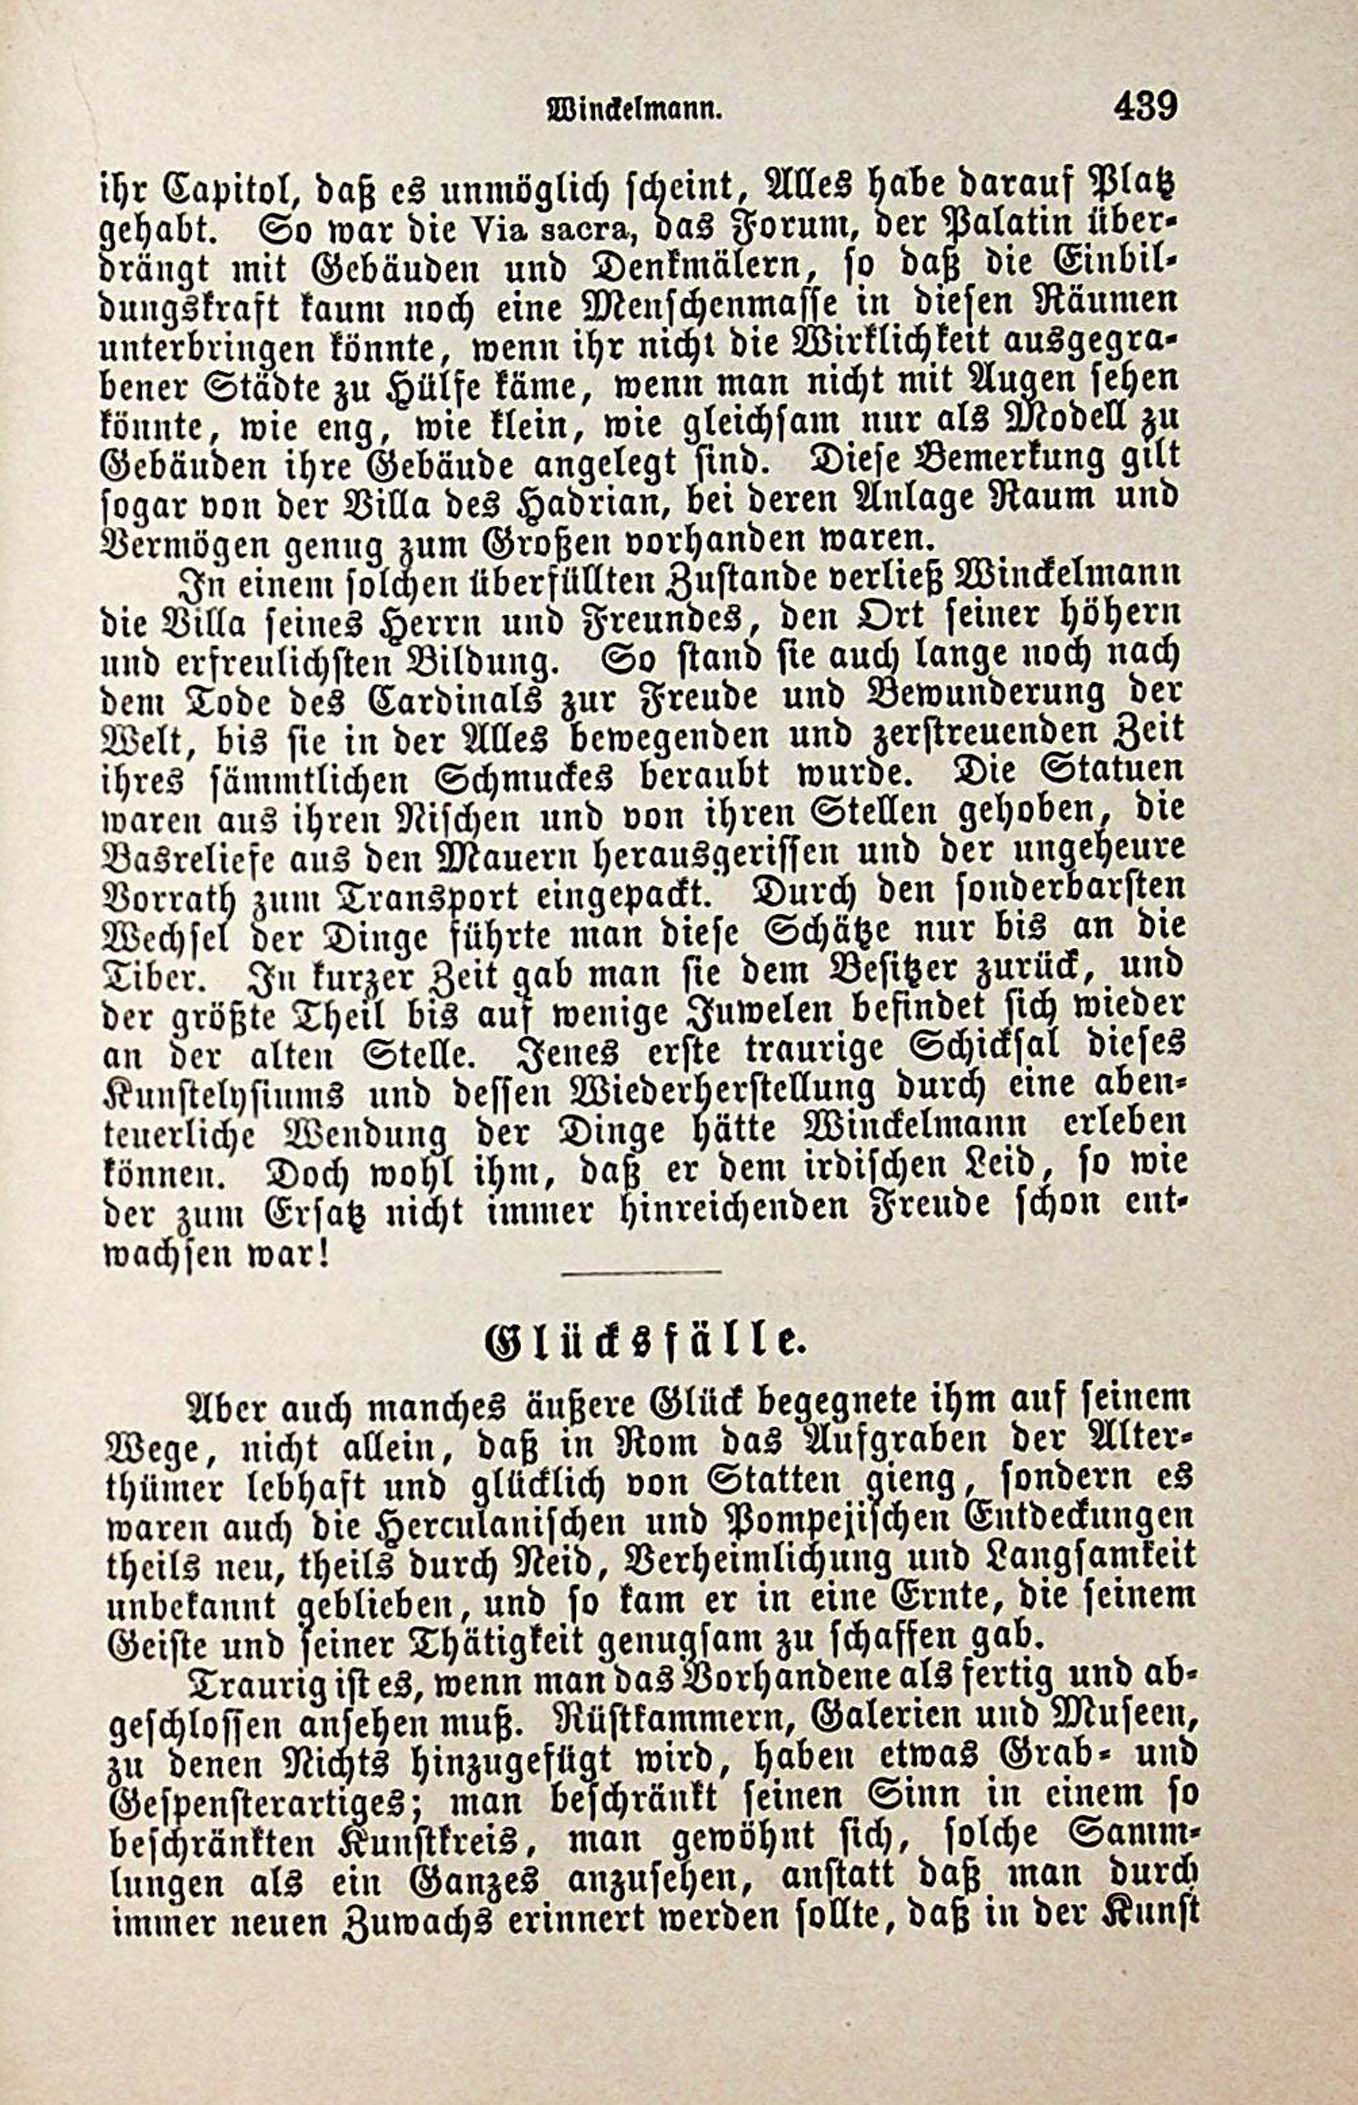 Winckelmann. 439
ihr Capitol, daß es unmöglich scheint, Alles habe darauf Platz
gehabt. So war die Via sacra, das Forum, der Palatin über-
drängt mit Gebäuden und Denkmälern, so daß die Einbil-
dungskraft kaum noch eine Menschenmasse in diesen Räumen
unterbringen könnte, wenn ihr nicht die Wirklichkeit ausgegra-
bener Städte zu Hülfe käme, wenn man nicht mit Augen sehen
könnte, wie eng, wie klein, wie gleichsam nur als Modell zu
Gebäuden ihre Gebäude angelegt sind. Diese Bemerkung gilt
sogar von der Villa des Hadrian, bei deren Anlage Raum und
Vermögen genug zum Großen vorhanden waren.
In einem solchen überfüllten Zustande verließ Winckelmann
die Villa seines Herrn und Freundes, den Ort seiner höhern
und erfreulichsten Bildung. So stand sie auch lange noch nach
dem Tode des Cardinals zur Freude und Bewunderung der
Welt, bis sie in der Alles bewegenden und zerstreuenden Zeit
ihres sämmtlichen Schmuckes beraubt wurde. Die Statuen
waren aus ihren Nischen und von ihren Stellen gehoben, die
Basreliefe aus den Mauern herausgerissen und der ungeheure
Vorrath zum Transport eingepackt. Durch den sonderbarsten
Wechsel der Dinge führte man diese Schätze nur bis an die
Tiber. In kurzer Zeit gab man sie dem Besitzer zurück, und
der größte Theil bis auf wenige Juwelen befindet sich wieder
an der alten Stelle. Jenes erste traurige Schicksal dieses
Kunstelysiums und dessen Wiederherstellung durch eine aben-
teuerliche Wendung der Dinge hätte Winckelmann erleben
können. Doch wohl ihm, daß er dem irdischen Leid, so wie
der zum Ersatz nicht immer hinreichenden Freude schon ent-
wachsen war!
Glücksfälle.
Aber auch manches äußere Glück begegnete ihm auf seinem
Wege, nicht allein, daß in Rom das Aufgraben der Alter-
thümer lebhaft und glücklich von Statten gieng, sondern es
waren auch die Herculanischen und Pompejischen Entdeckungen
theils neu, theils durch Neid, Verheimlichung und Langsamkeit
unbekannt geblieben, und so kam er in eine Ernte, die seinem
Geiste und seiner Thätigkeit genugsam zu schaffen gab.
Traurig ist es, wenn man das Vorhandene als fertig und ab-
geschlossen ansehen muß. Rüstkammern, Galerien und Museen,
zu denen Nichts hinzugefügt wird, haben etwas Grab- und
Gespensterartiges; man beschränkt seinen Sinn in einem so
beschränkten Kunstkreis, man gewöhnt sich, solche Samm-
lungen als ein Ganzes anzusehen, anstatt daß man durch
immer neuen Zuwachs erinnert werden sollte, daß in der Kunst